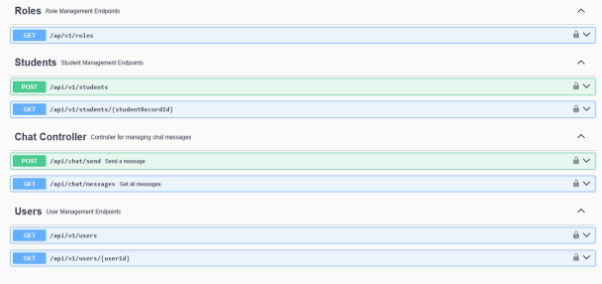 Roles Role Management Endpoints
GET /ap/v1/roles
Students Student Management Endpoints
POST /api/v1/students
GET /api/v1/students/{studentRecordId}
Chat Controller Controller for managing chat messages
POST /api/chat/send Send a message
GET /api/chat/messages Get all messages
Users User Management Endpoints
GET /api/v1/users
GET /api/v1/users/{userId}